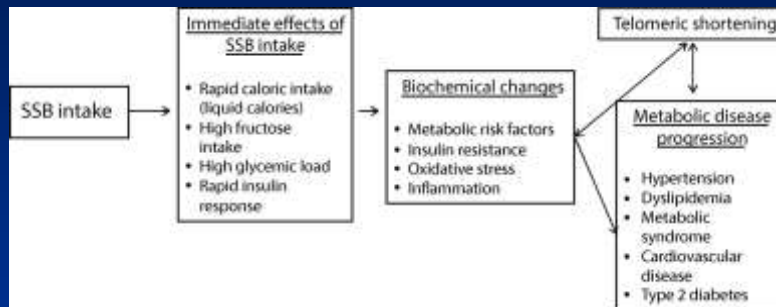 SSB intake
Immediate effects of
SSB intake
• Rapid caloric intake
(liquid calories)
• High fructose
intake
• High glycemic load
• Rapid insulin
response
Biochemical changes
• Metabolic risk factors
• Insulin resistance
• Oxidative stress
• Inflammation
Telomeric shortening
Metabolic disease
progression
• Hypertension
• Dyslipidemia
• Metabolic
syndrome
• Cardiovascular
disease
• Type 2 diabetes